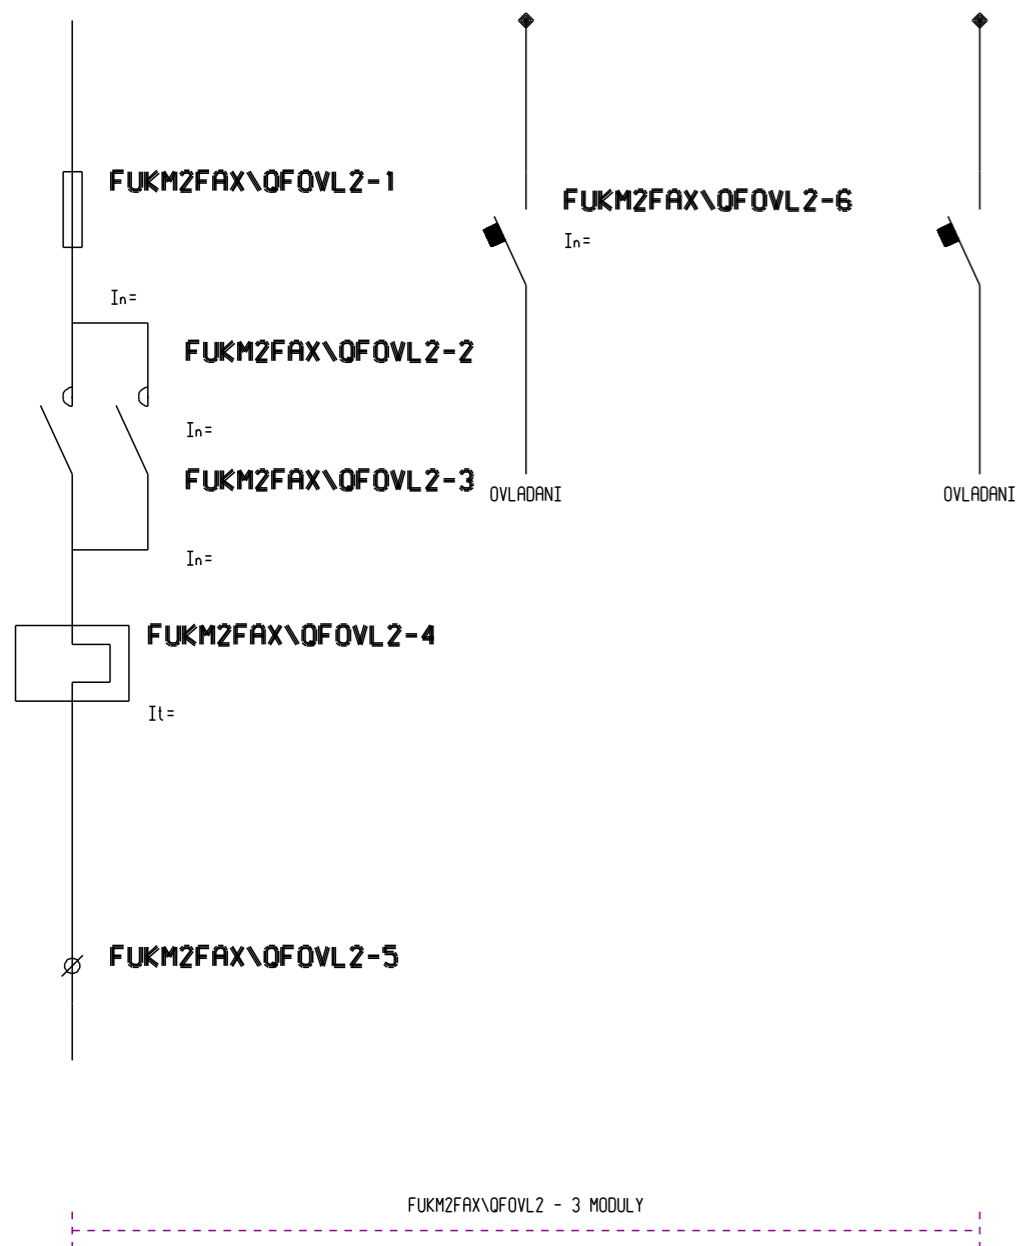 FUKM2FAX\QFOVL2-1
FUKM2FAX\QFOVL2-6
In=
In=
FUKM2FAX\QFOVL2-2
In=
FUKM2FAX\QFOVL2-3
OVLADANI
OVLADANI
In=
FUKM2FAX\QFOVL2-4
It=
FUKM2FAX\QFOVL2-5
FUKM2FAX\QFOVL2 - 3 MODULY